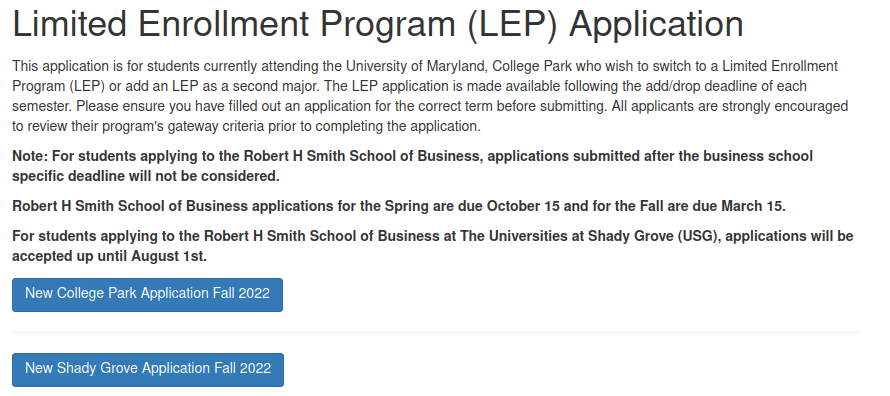 Limited Enrollment Program (LEP) Application
This application is for students currently attending the University of Maryland, College Park who wish to switch to a Limited Enrollment
Program (LEP) or add an LEP as a second major. The LEP application is made available following the add/drop deadline of each
semester. Please ensure you have filled out an application for the correct term before submitting. All applicants are strongly encouraged
to review their program's gateway criteria prior to completing the application.
Note: For students applying to the Robert H Smith School of Business, applications submitted after the business school
specific deadline will not be considered.
Robert H Smith School of Business applications for the Spring are due October 15 and for the Fall are due March 15.
For students applying to the Robert H Smith School of Business at The Universities at Shady Grove (USG), applications will be
accepted up until August 1st.
New College Park Application Fall 2022
New Shady Grove Application Fall 2022